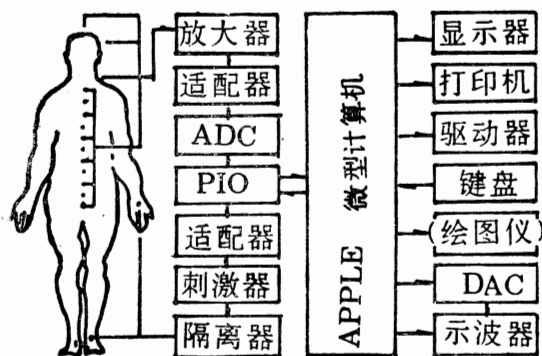 放大器
适配器
ADC
PIO
适配器
刺激器
隔离器
APPLE 微型计算机
显示器
打印机
驱动器
键盘
(绘图仪)
DAC
示波器